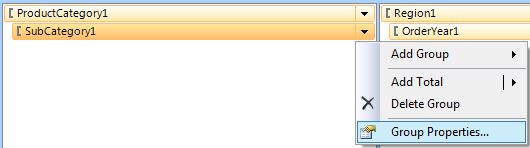 ProductCategory1
Region1
SubCategory1
OrderYear1
Add Group
Add Total
Delete Group
Group Properties...